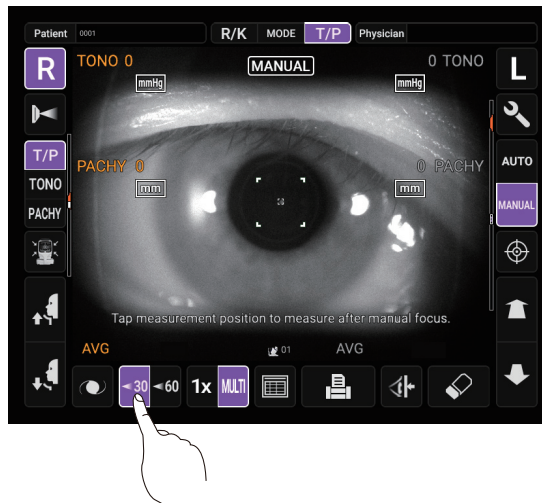 Patient 0001 R/K MODE T/P Physician
R TONO 0 MANUAL 0 TONO L
mmHg mmHg
T/P AUTO
PACHY 0 0 PACHY
TONO mm mm
PACHY MANUAL
Tap measurement position to measure after manual focus.
AVG 01 AVG
30 60 1x MULTI